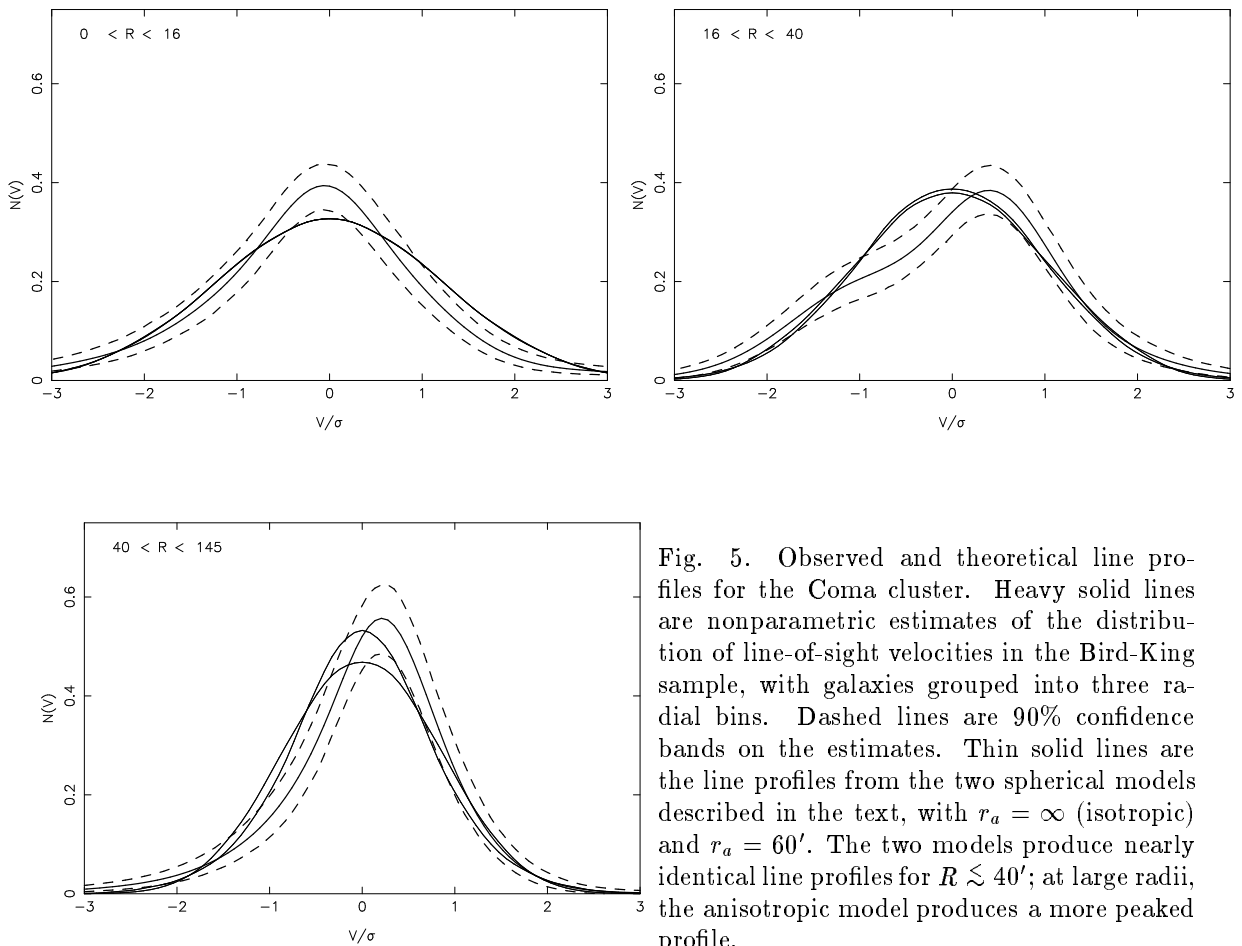 0 < R < 16
N(V)
0.6
0.4
0.2
0
−3 −2 −1 0 1 2 3
V/σ
16 < R < 40
N(V)
0.6
0.4
0.2
0
−3 −2 −1 0 1 2 3
V/σ
40 < R < 145
N(V)
0.6
0.4
0.2
0
−3 −2 −1 0 1 2 3
V/σ
Fig. 5. Observed and theoretical line pro-
files for the Coma cluster. Heavy solid lines
are nonparametric estimates of the distribu-
tion of line-of-sight velocities in the Bird-King
sample, with galaxies grouped into three ra-
dial bins. Dashed lines are 90% confidence
bands on the estimates. Thin solid lines are
the line profiles from the two spherical models
described in the text, with r_a = ∞ (isotropic)
and r_a = 60′. The two models produce nearly
identical line profiles for R ≲ 40′; at large radii,
the anisotropic model produces a more peaked
profile.